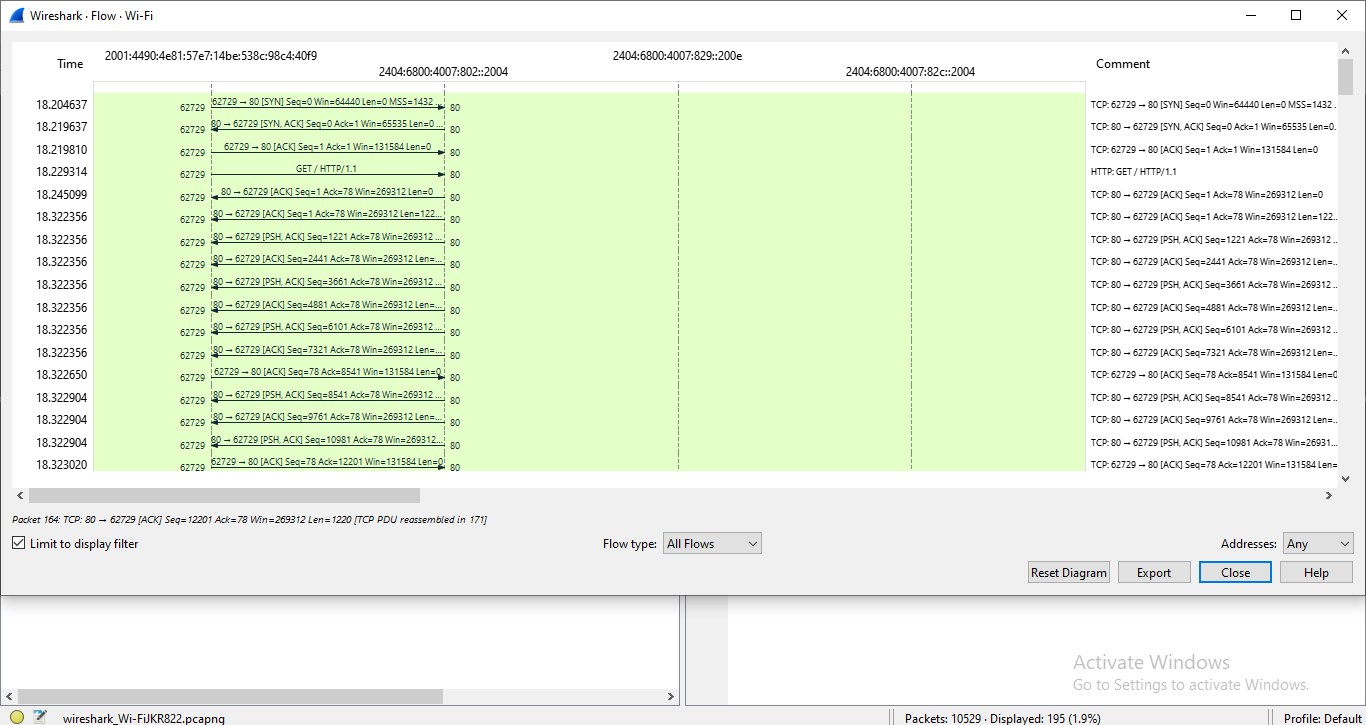 Wireshark · Flow · Wi-Fi
Time
2001:4490:4e81:57e7:14be:538c:98c4:40f9
2404:6800:4007:802::2004
2404:6800:4007:829::200e
2404:6800:4007:82c::2004
Comment
18.204637 62729 62729 → 80 [SYN] Seq=0 Win=64440 Len=0 MSS=1432 ... 80 TCP: 62729 → 80 [SYN] Seq=0 Win=64440 Len=0 MSS=1432 .
18.219637 62729 80 → 62729 [SYN, ACK] Seq=0 Ack=1 Win=65535 Len=0 ... 80 TCP: 80 → 62729 [SYN, ACK] Seq=0 Ack=1 Win=65535 Len=0.
18.219810 62729 62729 → 80 [ACK] Seq=1 Ack=1 Win=131584 Len=0 80 TCP: 62729 → 80 [ACK] Seq=1 Ack=1 Win=131584 Len=0
18.229314 62729 GET / HTTP/1.1 80 HTTP: GET / HTTP/1.1
18.245099 62729 80 → 62729 [ACK] Seq=1 Ack=78 Win=269312 Len=0 80 TCP: 80 → 62729 [ACK] Seq=1 Ack=78 Win=269312 Len=0
18.322356 62729 80 → 62729 [ACK] Seq=1 Ack=78 Win=269312 Len=122... 80 TCP: 80 → 62729 [ACK] Seq=1 Ack=78 Win=269312 Len=122..
18.322356 62729 80 → 62729 [PSH, ACK] Seq=1221 Ack=78 Win=269312 ... 80 TCP: 80 → 62729 [PSH, ACK] Seq=1221 Ack=78 Win=269312 ..
18.322356 62729 80 → 62729 [ACK] Seq=2441 Ack=78 Win=269312 Len=... 80 TCP: 80 → 62729 [ACK] Seq=2441 Ack=78 Win=269312 Len=..
18.322356 62729 80 → 62729 [PSH, ACK] Seq=3661 Ack=78 Win=269312 ... 80 TCP: 80 → 62729 [PSH, ACK] Seq=3661 Ack=78 Win=269312 ..
18.322356 62729 80 → 62729 [ACK] Seq=4881 Ack=78 Win=269312 Len=... 80 TCP: 80 → 62729 [ACK] Seq=4881 Ack=78 Win=269312 Len=..
18.322356 62729 80 → 62729 [PSH, ACK] Seq=6101 Ack=78 Win=269312 ... 80 TCP: 80 → 62729 [PSH, ACK] Seq=6101 Ack=78 Win=269312 ..
18.322356 62729 80 → 62729 [ACK] Seq=7321 Ack=78 Win=269312 Len=... 80 TCP: 80 → 62729 [ACK] Seq=7321 Ack=78 Win=269312 Len=..
18.322650 62729 62729 → 80 [ACK] Seq=78 Ack=8541 Win=131584 Len=0 80 TCP: 62729 → 80 [ACK] Seq=78 Ack=8541 Win=131584 Len=0
18.322904 62729 80 → 62729 [PSH, ACK] Seq=8541 Ack=78 Win=269312 ... 80 TCP: 80 → 62729 [PSH, ACK] Seq=8541 Ack=78 Win=269312 ..
18.322904 62729 80 → 62729 [ACK] Seq=9761 Ack=78 Win=269312 Len=... 80 TCP: 80 → 62729 [ACK] Seq=9761 Ack=78 Win=269312 Len=..
18.322904 62729 80 → 62729 [PSH, ACK] Seq=10981 Ack=78 Win=269312... 80 TCP: 80 → 62729 [PSH, ACK] Seq=10981 Ack=78 Win=26931..
18.323020 62729 62729 → 80 [ACK] Seq=78 Ack=12201 Win=131584 Len=0 80 TCP: 62729 → 80 [ACK] Seq=78 Ack=12201 Win=131584 Len=
Packet 164: TCP: 80 → 62729 [ACK] Seq=12201 Ack=78 Win=269312 Len=1220 [TCP PDU reassembled in 171]
Limit to display filter
Flow type: All Flows
Addresses: Any
Reset Diagram Export Close Help
Activate Windows
Go to Settings to activate Windows.
wireshark_Wi-FiJKR822.pcapng
Packets: 10529 · Displayed: 195 (1.9%)
Profile: Default